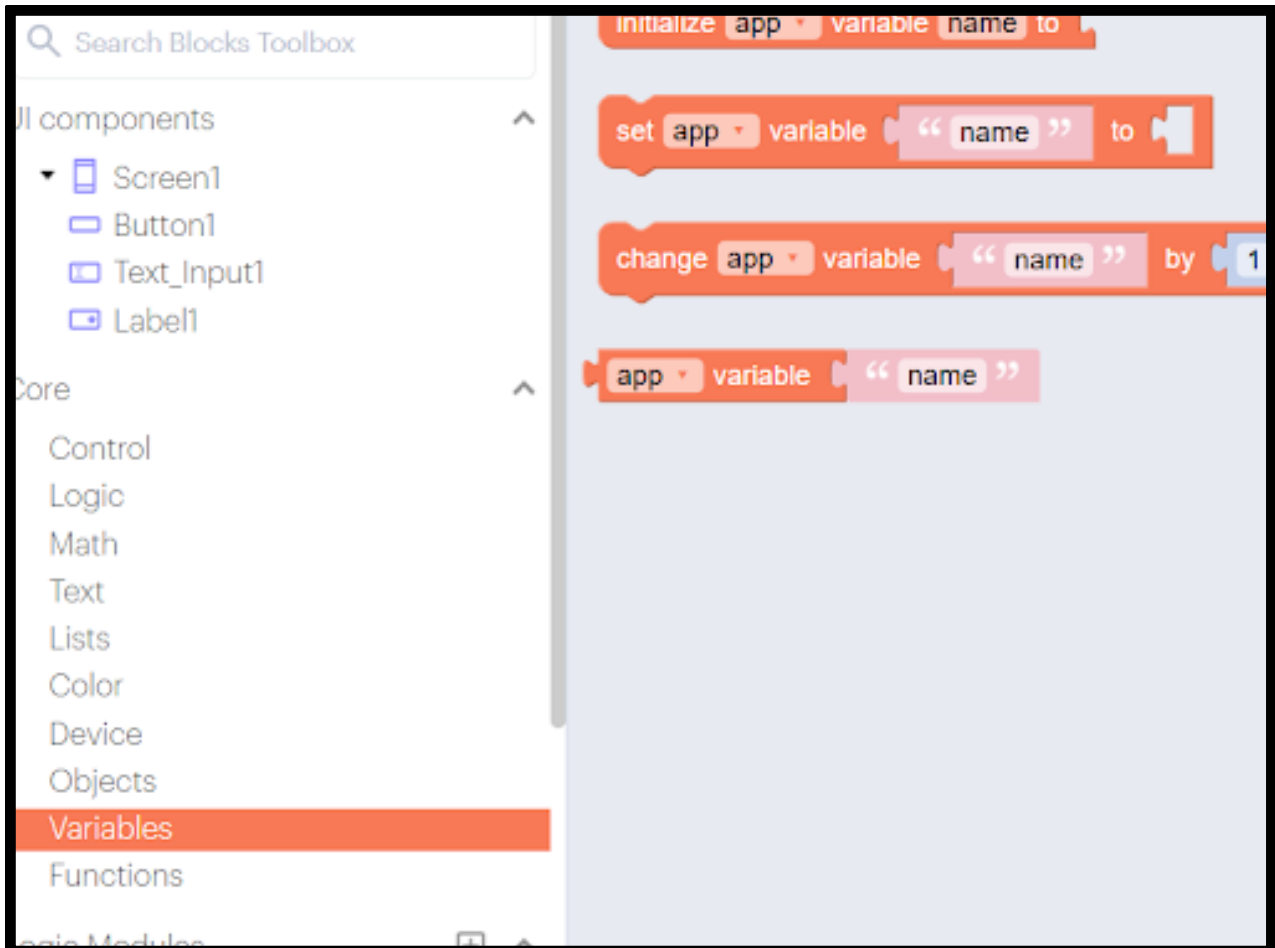 Search Blocks Toolbox
UI components
Screen1
Button1
Text_Input1
Label1
Core
Control
Logic
Math
Text
Lists
Color
Device
Objects
Variables
Functions
Logic Modules
initialize app variable name to
set app variable “ name ” to
change app variable “ name ” by 1
app variable “ name ”